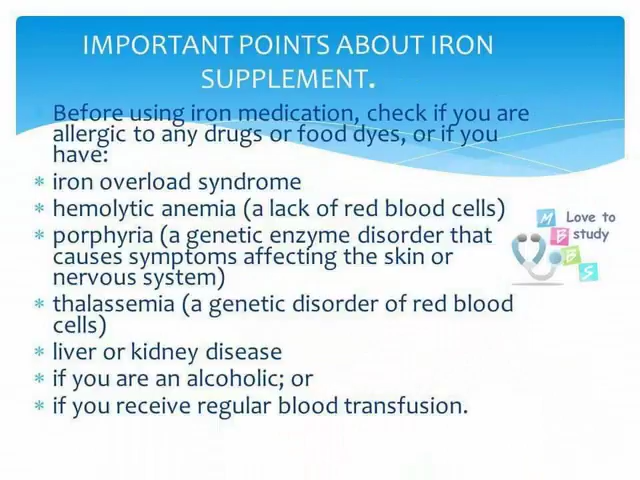 IMPORTANT POINTS ABOUT IRON
SUPPLEMENT.
Before using iron medication, check if you are
allergic to any drugs or food dyes, or if you
have:
* iron overload syndrome
* hemolytic anemia (a lack of red blood cells)
* porphyria (a genetic enzyme disorder that
causes symptoms affecting the skin or
nervous system)
* thalassemia (a genetic disorder of red blood
cells)
* liver or kidney disease
* if you are an alcoholic; or
* if you receive regular blood transfusion.
Love to
study
M
B
B
S